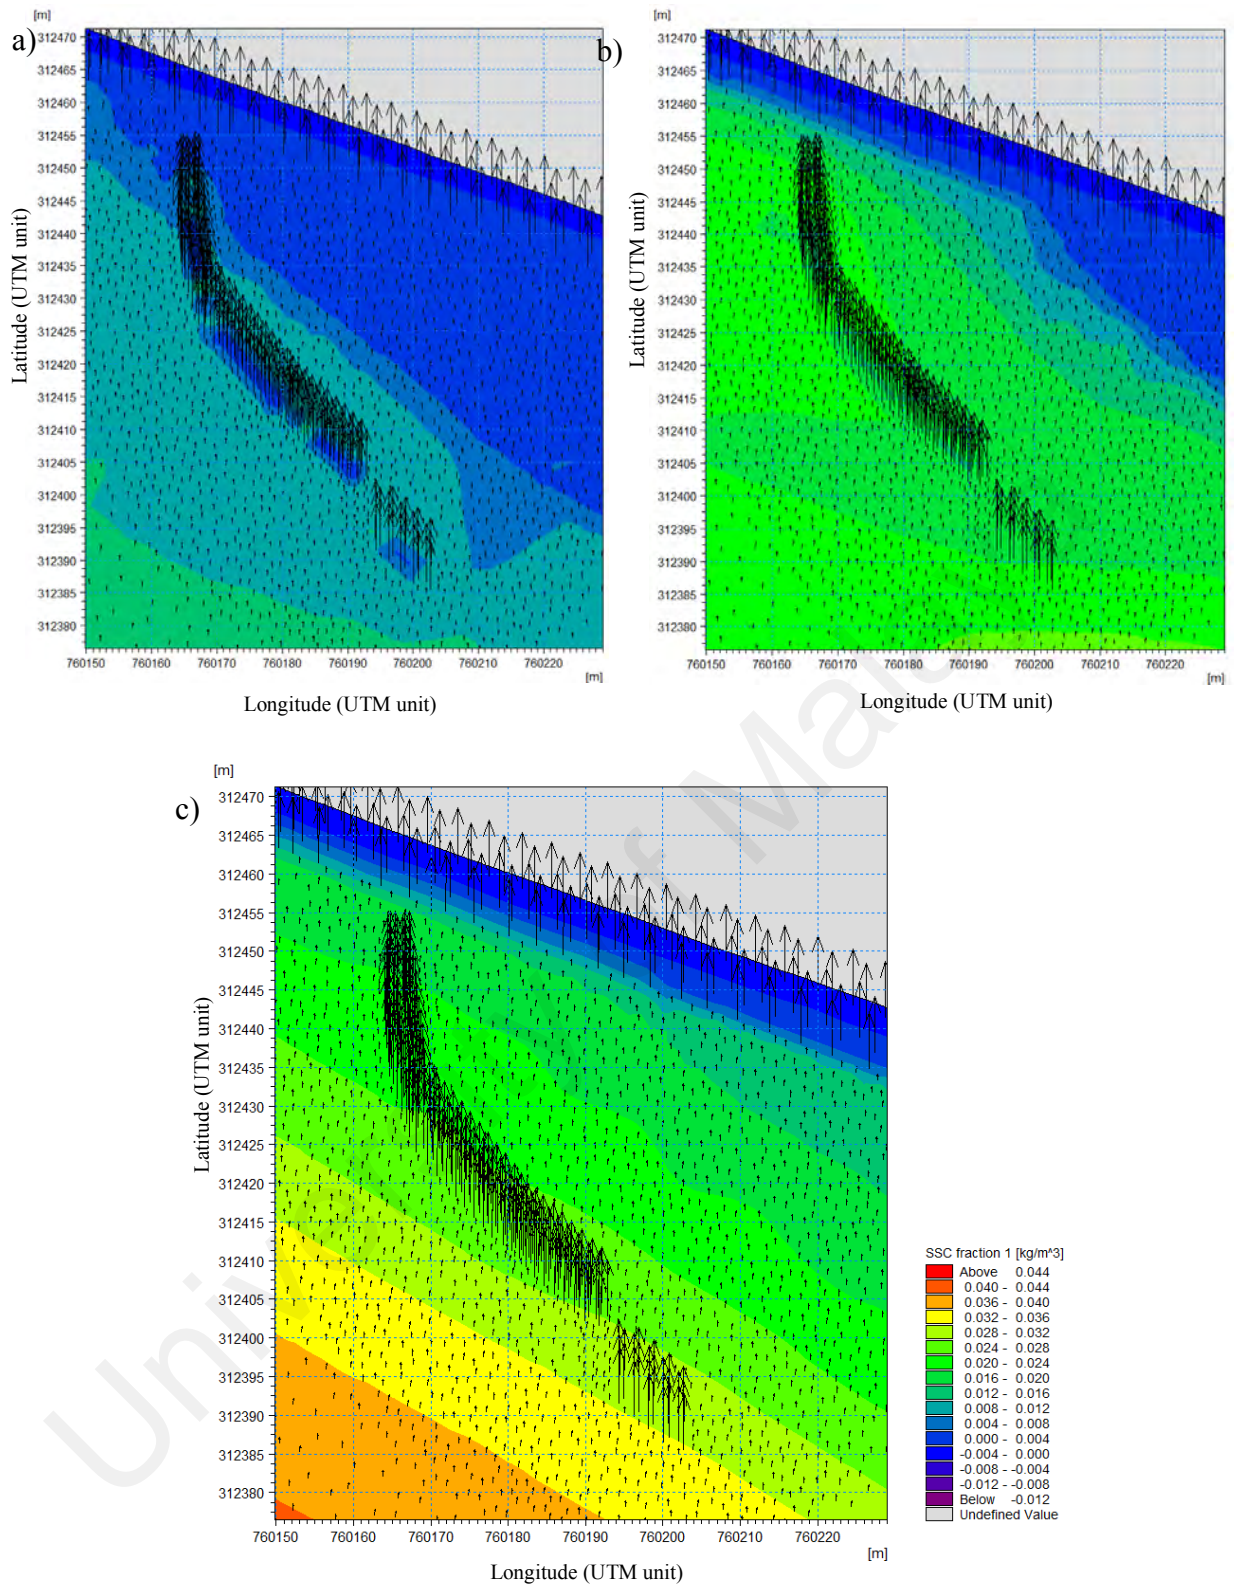 [m]
a)
312470
312465
312460
312455
312450
312445
312440
312435
312430
312425
312420
312415
312410
312405
312400
312395
312390
312385
312380
Latitude (UTM unit)
760150 760160 760170 760180 760190 760200 760210 760220
[m]
Longitude (UTM unit)
[m]
b)
312470
312465
312460
312455
312450
312445
312440
312435
312430
312425
312420
312415
312410
312405
312400
312395
312390
312385
312380
Latitude (UTM unit)
760150 760160 760170 760180 760190 760200 760210 760220
[m]
Longitude (UTM unit)
[m]
c)
312470
312465
312460
312455
312450
312445
312440
312435
312430
312425
312420
312415
312410
312405
312400
312395
312390
312385
312380
Latitude (UTM unit)
760150 760160 760170 760180 760190 760200 760210 760220
[m]
Longitude (UTM unit)
SSC fraction 1 [kg/m^3]
Above 0.044
0.040 - 0.044
0.036 - 0.040
0.032 - 0.036
0.028 - 0.032
0.024 - 0.028
0.020 - 0.024
0.016 - 0.020
0.012 - 0.016
0.008 - 0.012
0.004 - 0.008
0.000 - 0.004
-0.004 - 0.000
-0.008 - -0.004
-0.012 - -0.008
Below -0.012
Undefined Value